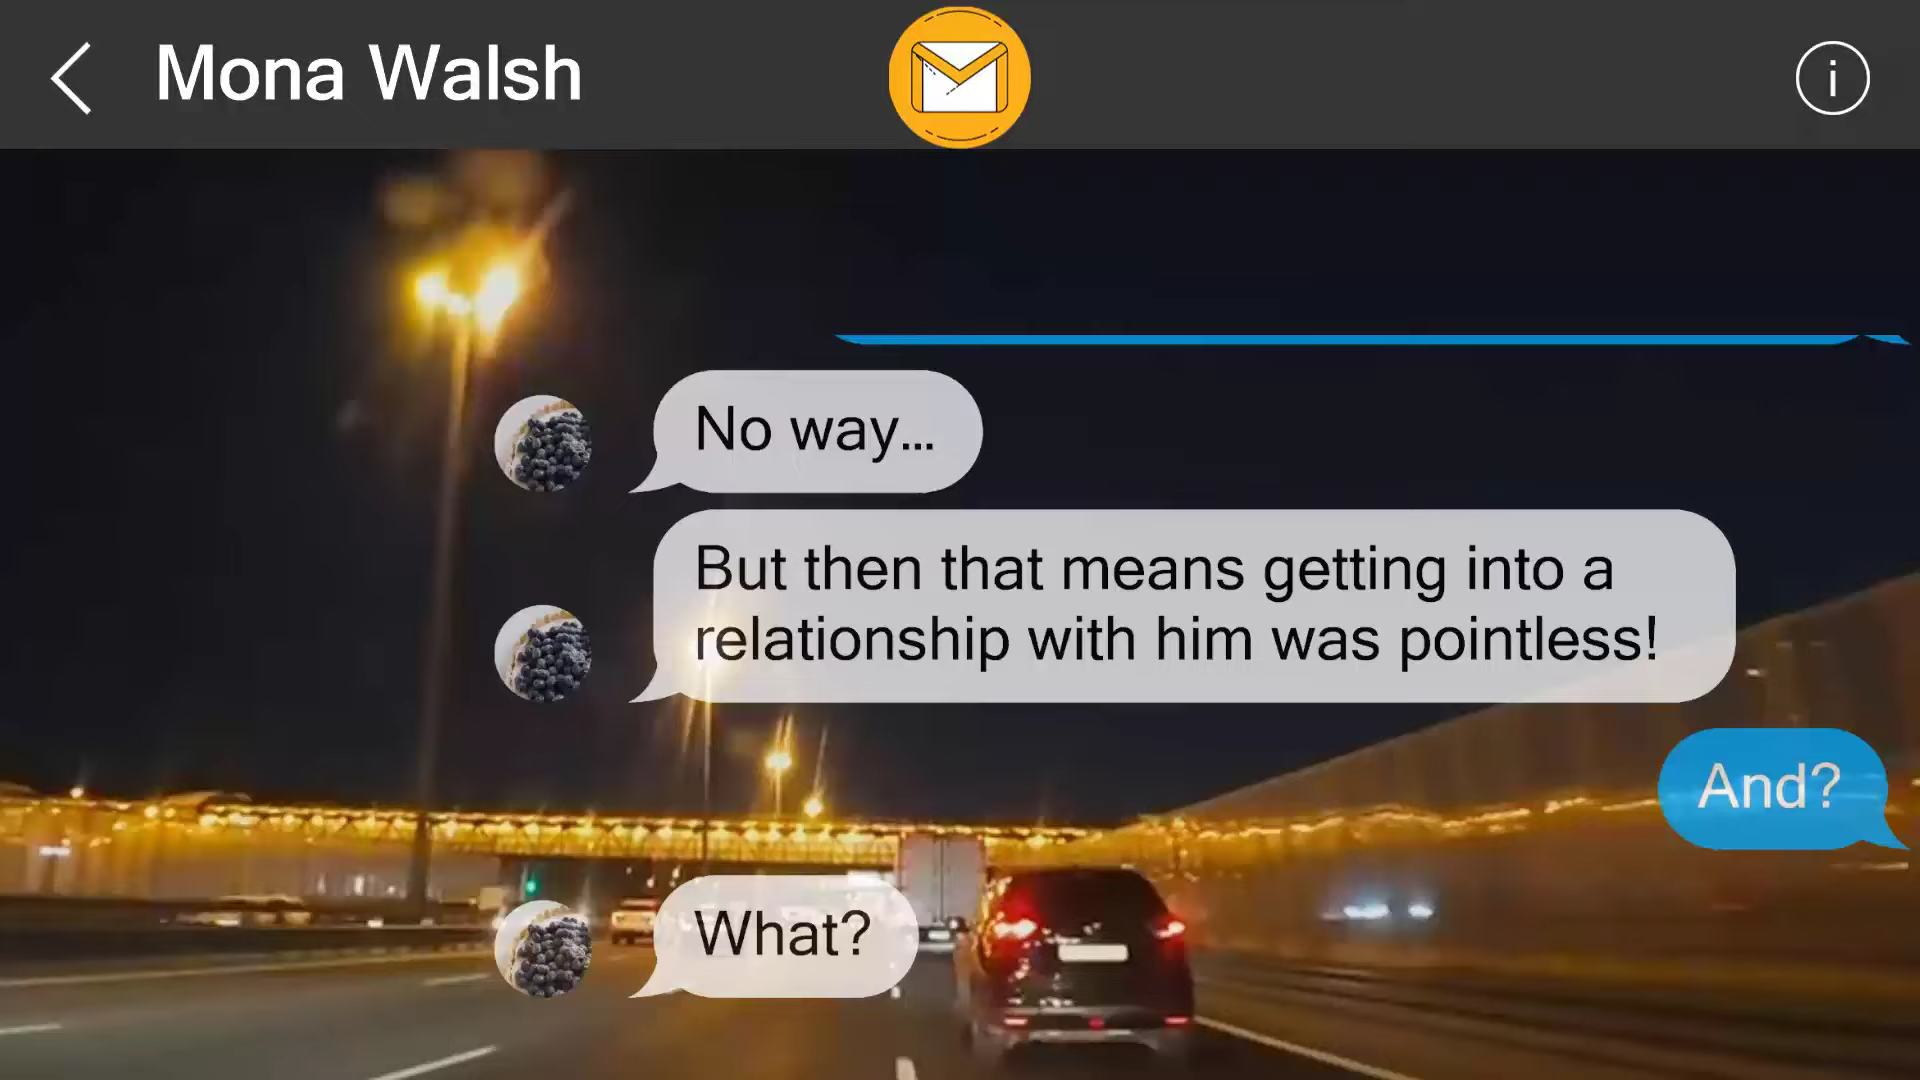 Mona Walsh
No way...
But then that means getting into a
relationship with him was pointless!
And?
What?